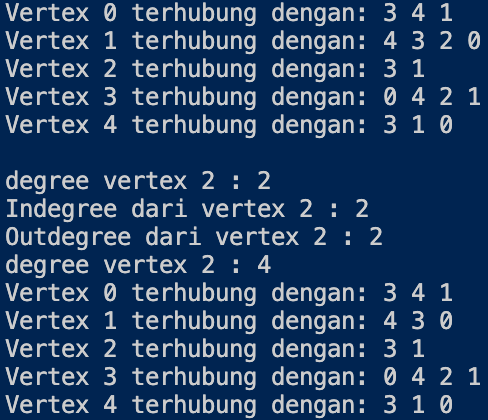 Vertex 0 terhubung dengan: 3 4 1
Vertex 1 terhubung dengan: 4 3 2 0
Vertex 2 terhubung dengan: 3 1
Vertex 3 terhubung dengan: 0 4 2 1
Vertex 4 terhubung dengan: 3 1 0

degree vertex 2 : 2
Indegree dari vertex 2 : 2
Outdegree dari vertex 2 : 2
degree vertex 2 : 4
Vertex 0 terhubung dengan: 3 4 1
Vertex 1 terhubung dengan: 4 3 0
Vertex 2 terhubung dengan: 3 1
Vertex 3 terhubung dengan: 0 4 2 1
Vertex 4 terhubung dengan: 3 1 0